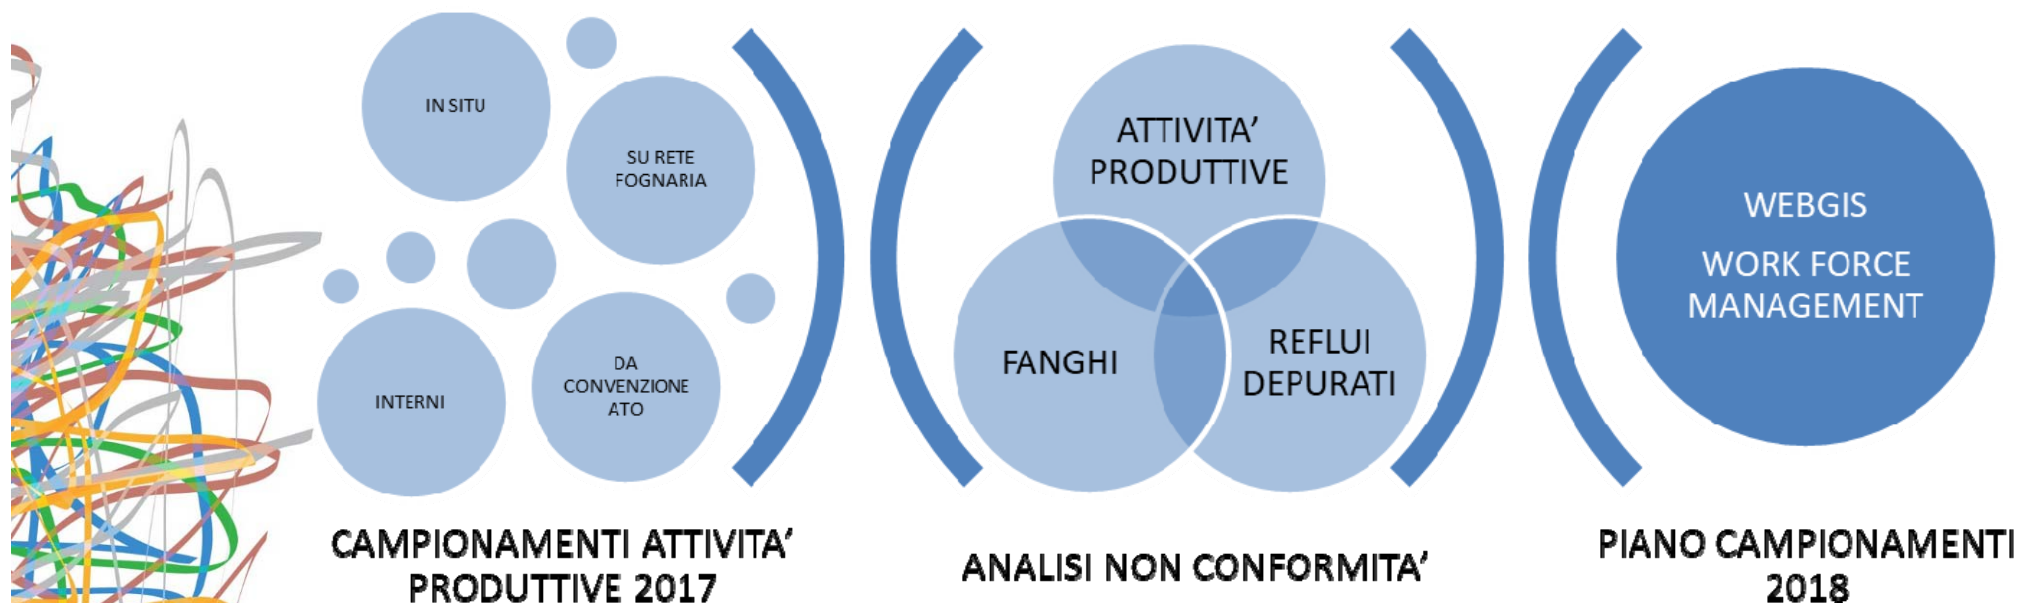 IN SITU
SU RETE
FOGNARIA
INTERNI
DA
CONVENZIONE
ATO
CAMPIONAMENTI ATTIVITA’
PRODUTTIVE 2017
ATTIVITA’
PRODUTTIVE
FANGHI
REFLUI
DEPURATI
ANALISI NON CONFORMITA’
WEBGIS
WORK FORCE
MANAGEMENT
PIANO CAMPIONAMENTI
2018